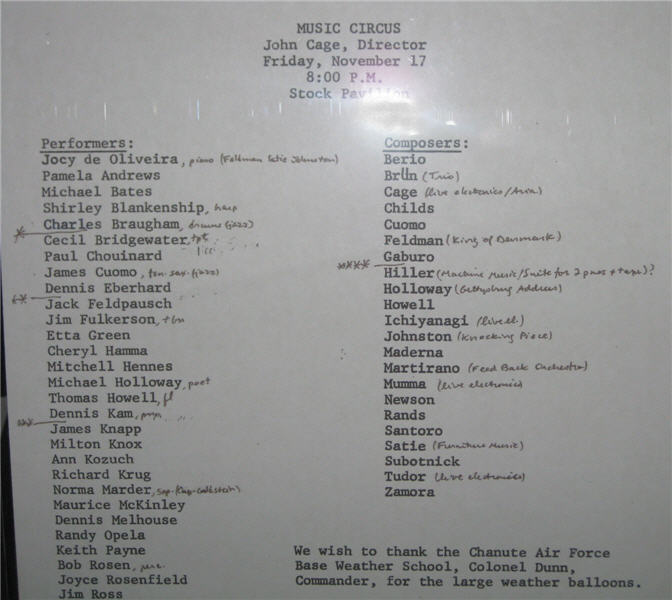 MUSIC CIRCUS
John Cage, Director
Friday, November 17
8:00 P.M.
Stock Pavilion
Performers:
Jocy de Oliveira, piano (Feldman Satie Johnston)
Pamela Andrews
Michael Bates
Shirley Blankenship, harp
Charles Braugham, drums (jazz)
* Cecil Bridgewater, tpt
Paul Chouinard
James Cuomo, ten. sax. (jazz)
Dennis Eberhard
** Jack Feldpausch
Jim Fulkerson, tbn
Etta Green
Cheryl Hamma
Mitchell Hennes
Michael Holloway, poet
Thomas Howell, fl
Dennis Kam,
*** James Knapp
Milton Knox
Ann Kozuch
Richard Krug
Norma Marder, sop.
Maurice McKinley
Dennis Melhouse
Randy Opela
Keith Payne
Bob Rosen, perc.
Joyce Rosenfield
Jim Ross
Composers:
Berio
Brün (Trio)
Cage (live electronics/Aria)
Childs
Cuomo
Feldman (King of Denmark)
Gaburo
**** Hiller (Machine Music/Suite for 2 pnos + tape)?
Holloway (Gettysburg Address)
Howell
Ichiyanagi (live el.)
Johnston (Knocking Piece)
Maderna
Martirano (Feed Back Orchestra)
Mumma (live electronics)
Newson
Rands
Santoro
Satie (Furniture Music)
Subotnick
Tudor (live electronics)
Zamora
We wish to thank the Chanute Air Force
Base Weather School, Colonel Dunn,
Commander, for the large weather balloons.